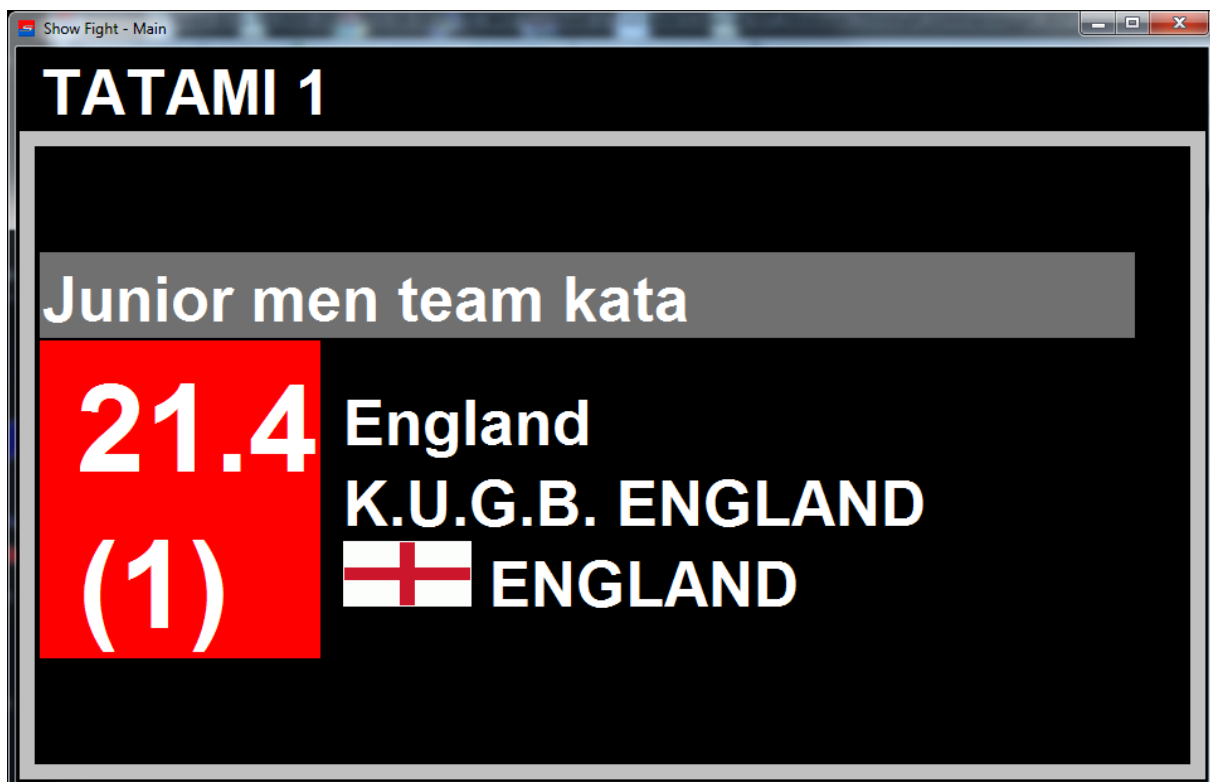 Show Fight - Main
TATAMI 1
Junior men team kata
21.4
(1)
England
K.U.G.B. ENGLAND
ENGLAND